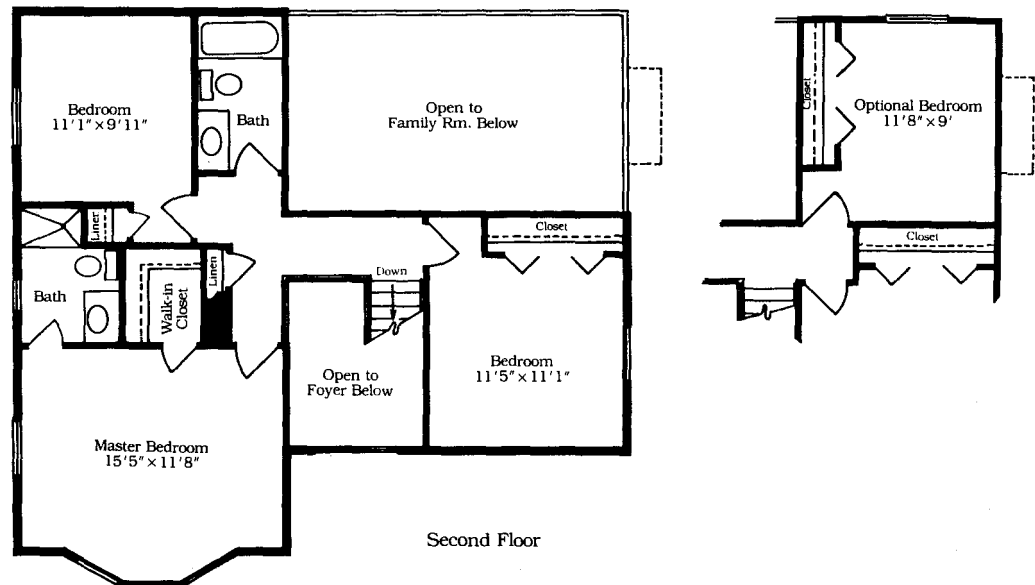 Bedroom
11'1" × 9'11"
Bath
Open to
Family Rm. Below
Linen
Closet
Down
Linen
Bath
Walk-in
Closet
Bedroom
11'5" × 11'1"
Open to
Foyer Below
Master Bedroom
15'5" × 11'8"
Second Floor
Closet
Optional Bedroom
11'8" × 9'
Closet